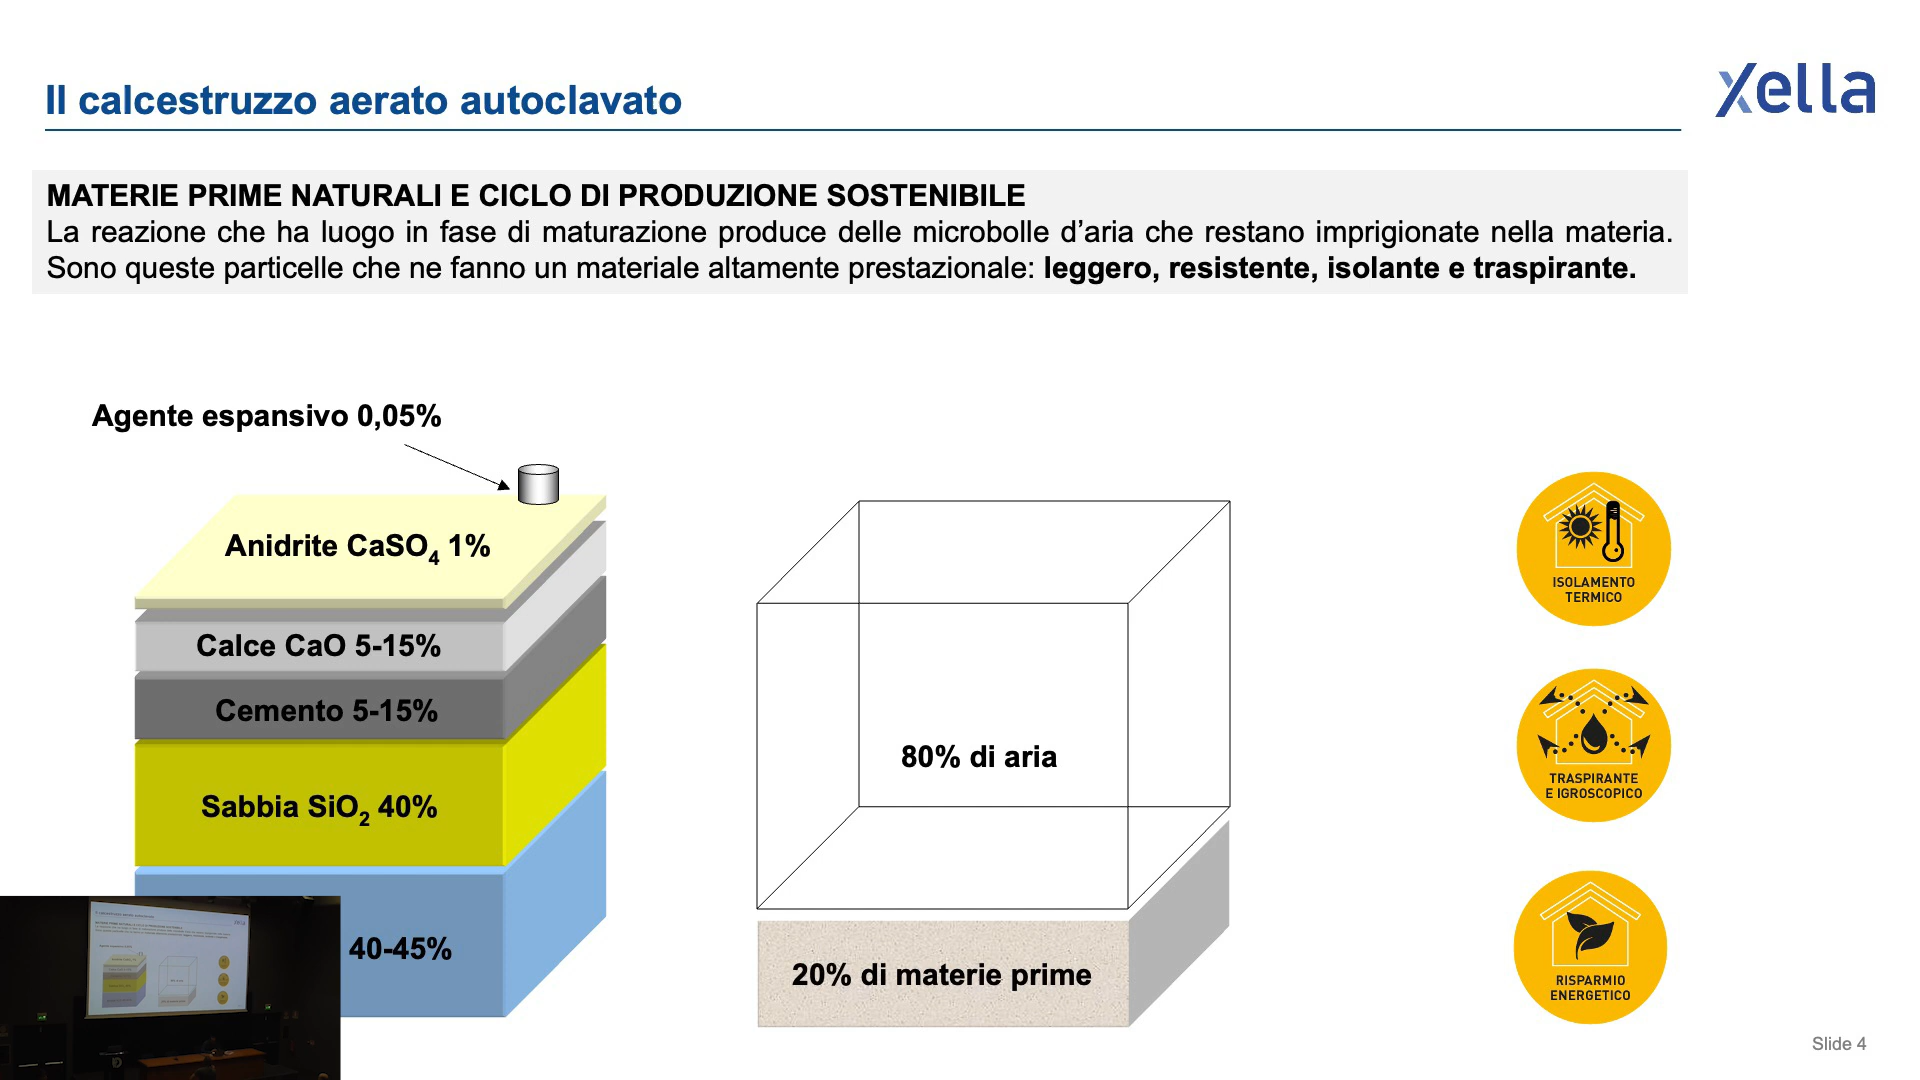 Il calcestruzzo aerato autoclavato
xella
MATERIE PRIME NATURALI E CICLO DI PRODUZIONE SOSTENIBILE
La reazione che ha luogo in fase di maturazione produce delle microbolle d’aria che restano imprigionate nella materia.
Sono queste particelle che ne fanno un materiale altamente prestazionale: leggero, resistente, isolante e traspirante.
Agente espansivo 0,05%
Anidrite CaSO4 1%
Calce CaO 5-15%
Cemento 5-15%
Sabbia SiO2 40%
40-45%
80% di aria
20% di materie prime
ISOLAMENTO
TERMICO
TRASPIRANTE
E IGROSCOPICO
RISPARMIO
ENERGETICO
Slide 4